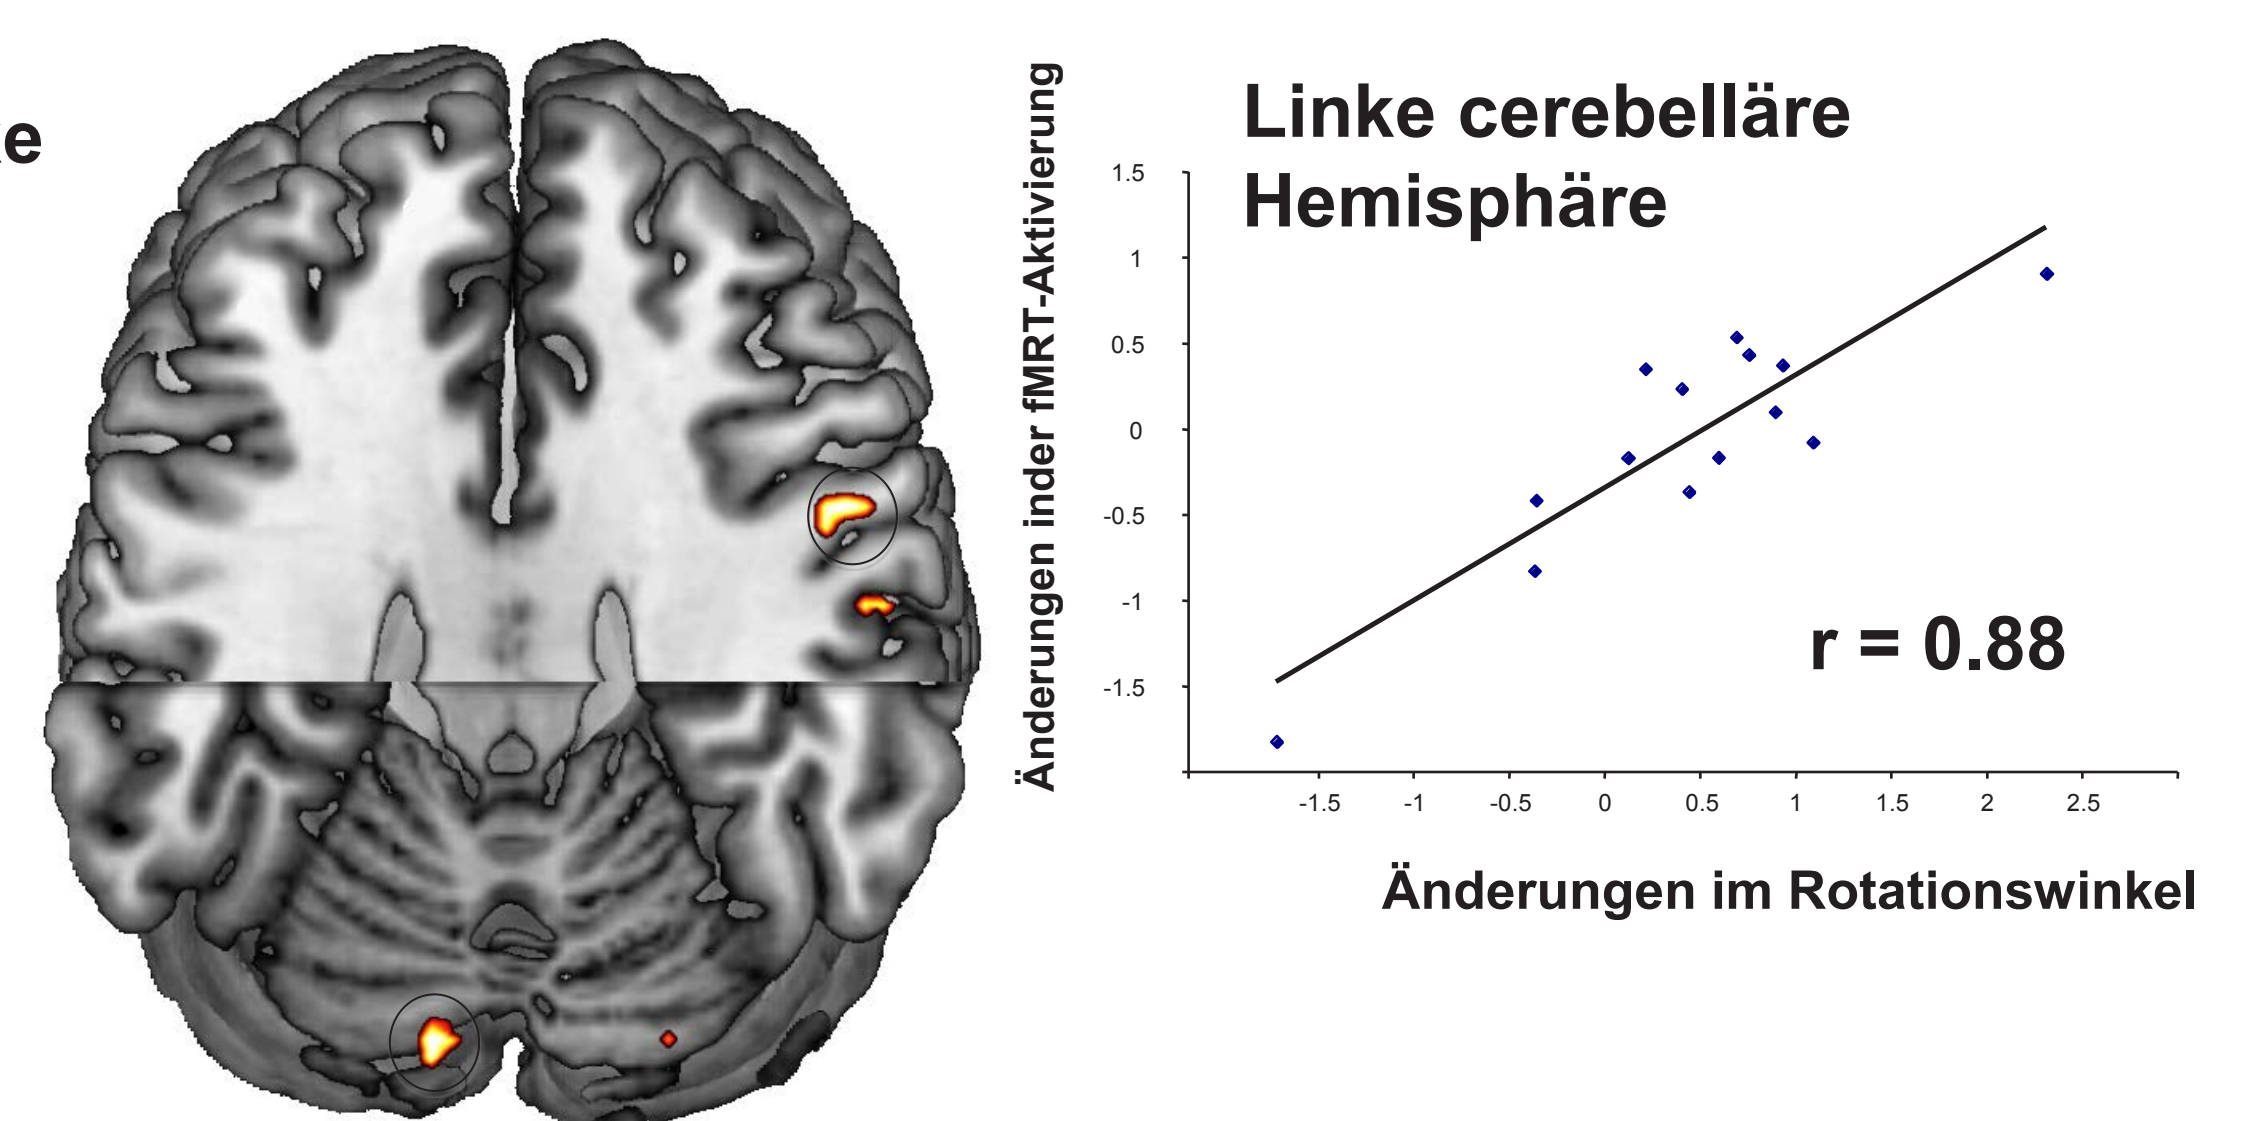 Änderungen inder fMRT-Aktivierung
Linke cerebelläre
Hemisphäre
1.5
1
0.5
0
-0.5
-1
-1.5
r = 0.88
-1.5 -1 -0.5 0 0.5 1 1.5 2 2.5
Änderungen im Rotationswinkel